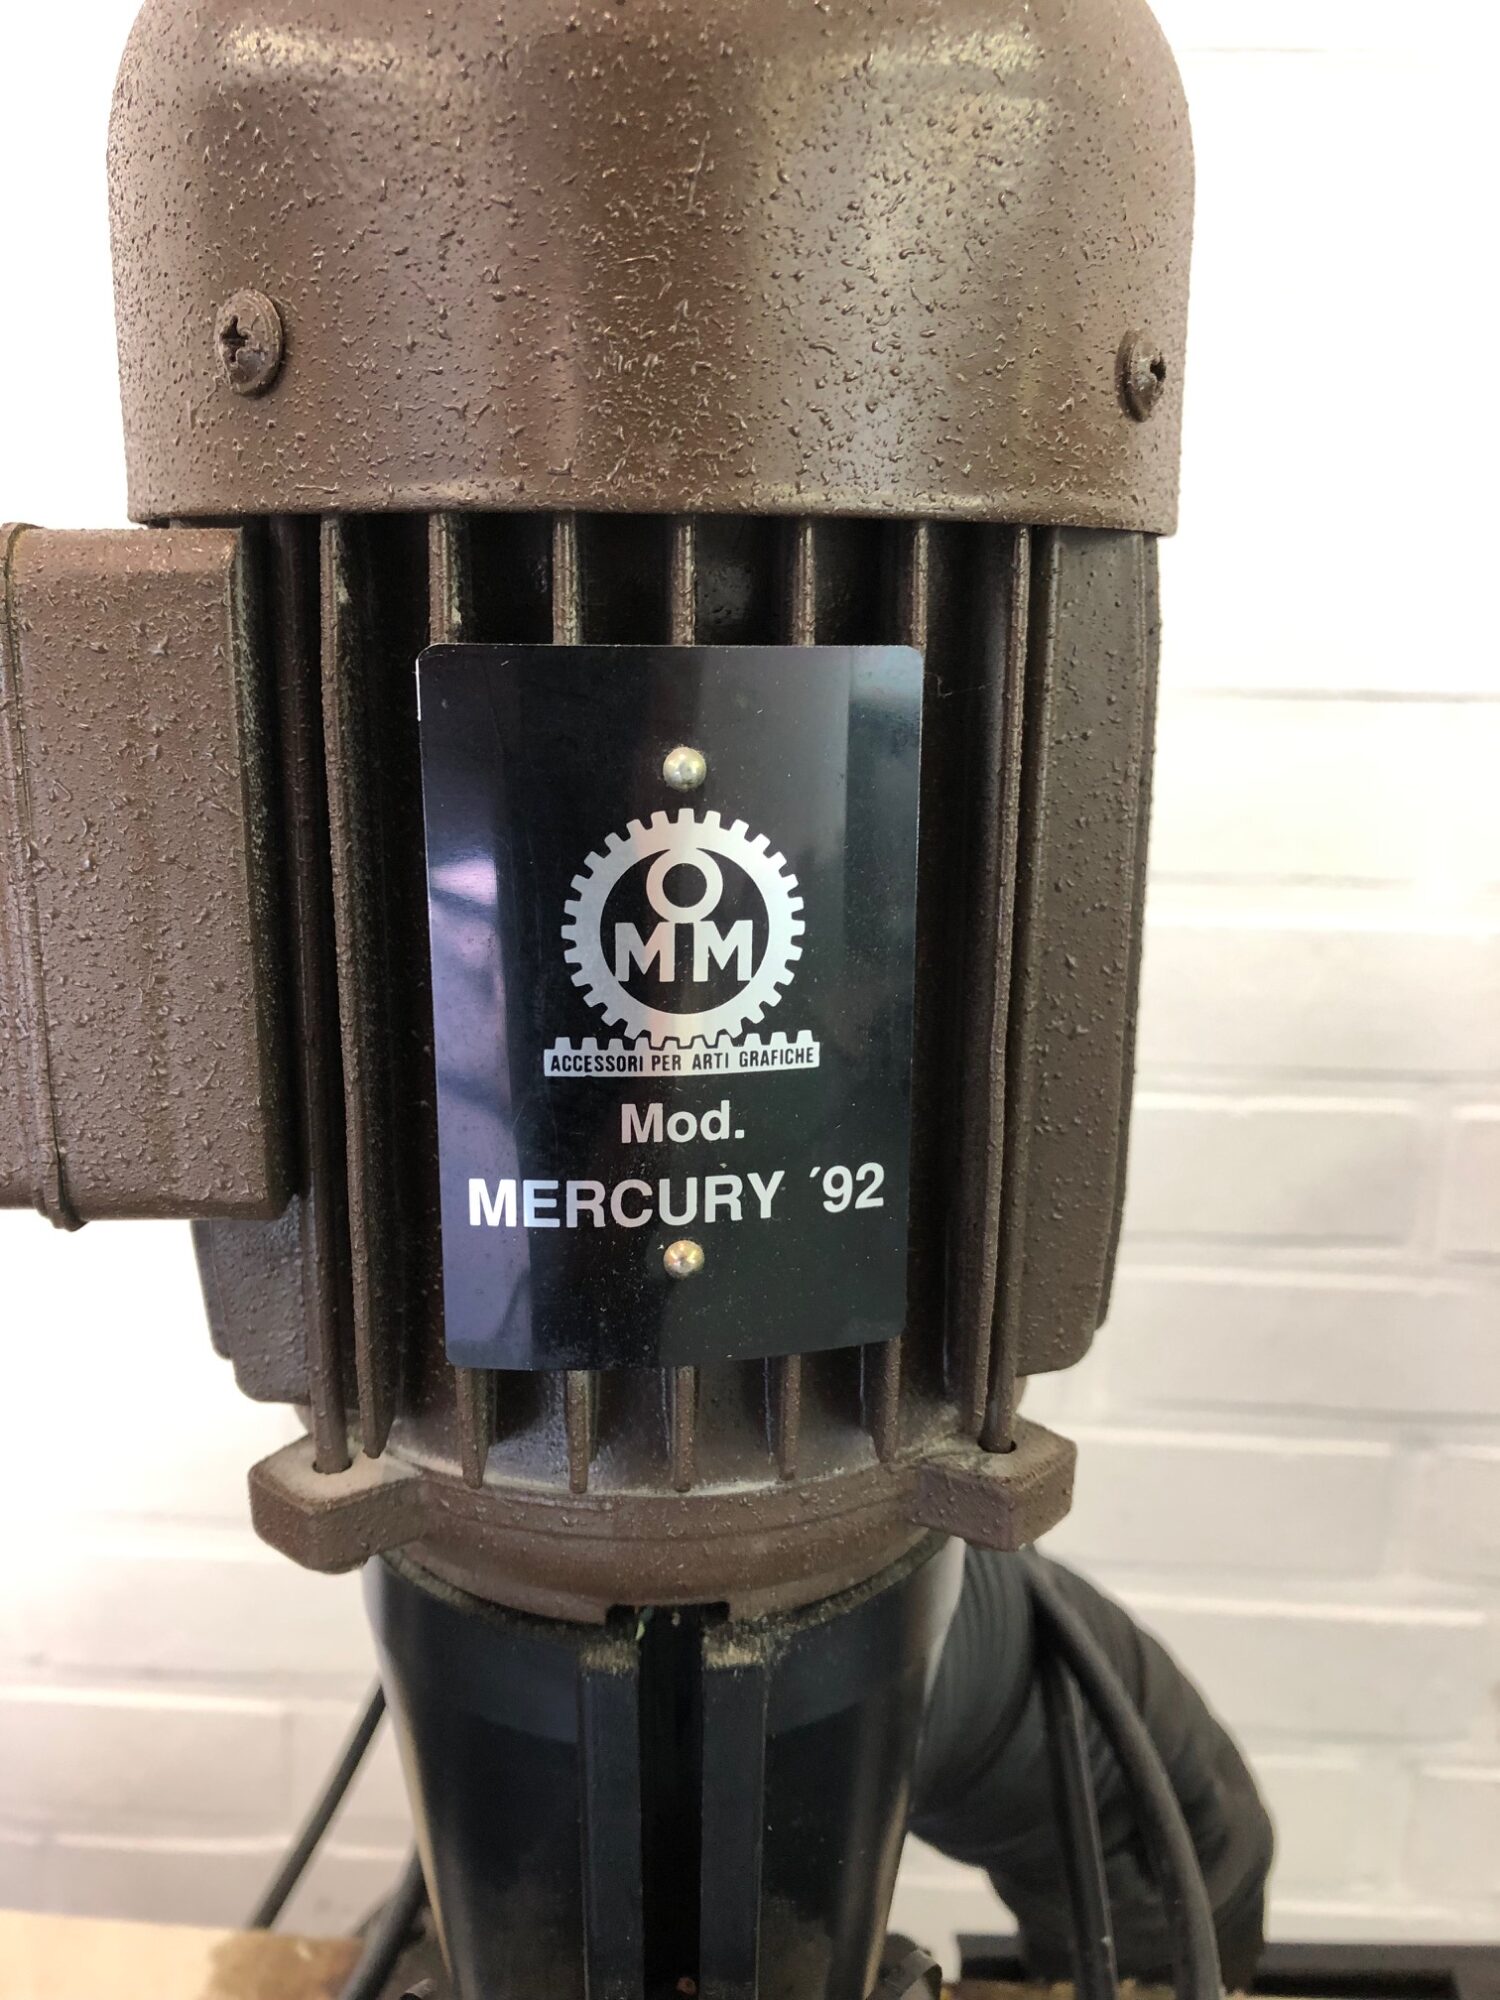 OMM
ACCESSORI PER ARTI GRAFICHE
Mod.
MERCURY ´92